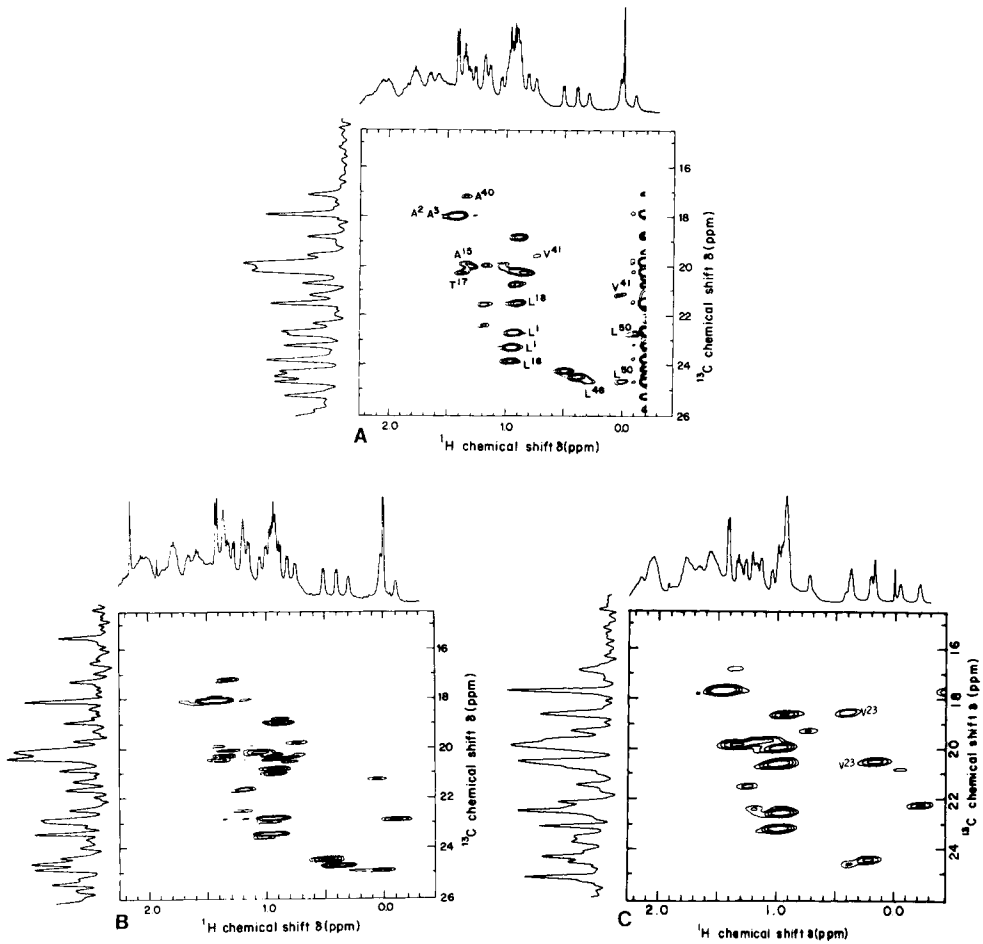 16
18
20
22
24
26
¹³C chemical shift δ (ppm)
A⁴⁰
A² A³
A¹⁵
V⁴¹
T¹⁷
V⁴¹
L¹⁸
L¹
L⁵⁰
L¹
L¹⁸
L⁵⁰
L⁴⁶
2.0 1.0 0.0
A
¹H chemical shift δ(ppm)
16
18
20
22
24
26
¹³C chemical shift δ (ppm)
2.0 1.0 0.0
B
¹H chemical shift δ(ppm)
16
18
20
22
24
¹³C chemical shift δ (ppm)
V²³
V²³
2.0 1.0 0.0
C
¹H chemical shift δ(ppm)